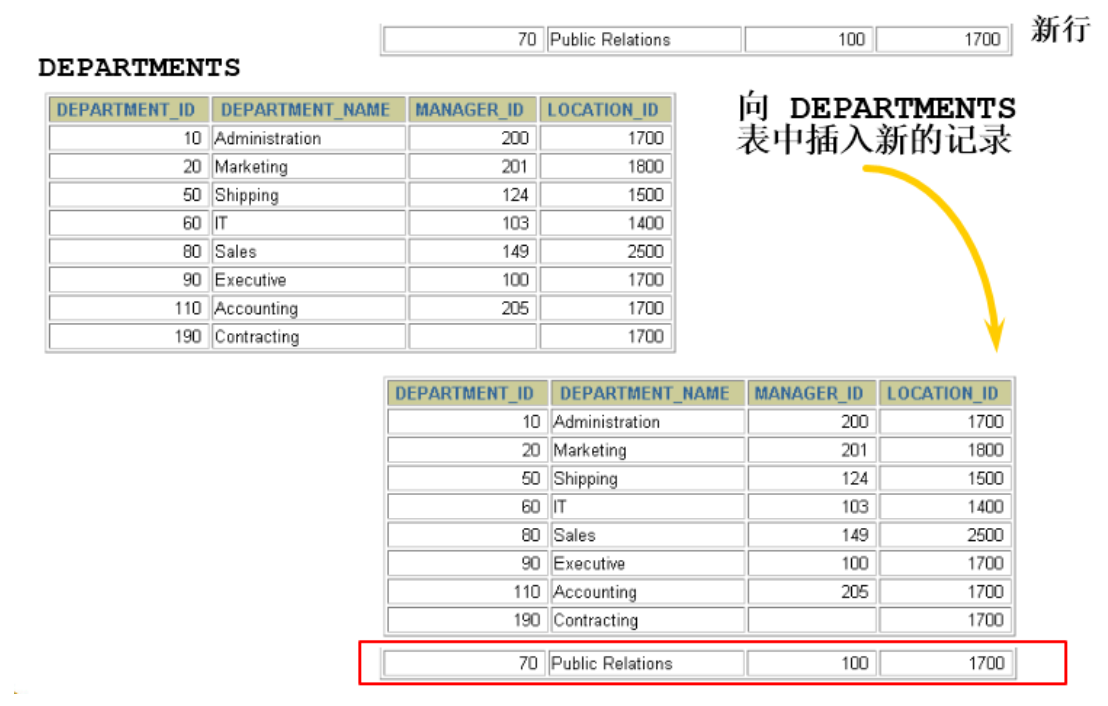 70 Public Relations 100 1700 新行
DEPARTMENTS
DEPARTMENT_ID DEPARTMENT_NAME MANAGER_ID LOCATION_ID
10 Administration 200 1700
20 Marketing 201 1800
50 Shipping 124 1500
60 IT 103 1400
80 Sales 149 2500
90 Executive 100 1700
110 Accounting 205 1700
190 Contracting 1700
向 DEPARTMENTS
表中插入新的记录
DEPARTMENT_ID DEPARTMENT_NAME MANAGER_ID LOCATION_ID
10 Administration 200 1700
20 Marketing 201 1800
50 Shipping 124 1500
60 IT 103 1400
80 Sales 149 2500
90 Executive 100 1700
110 Accounting 205 1700
190 Contracting 1700
70 Public Relations 100 1700